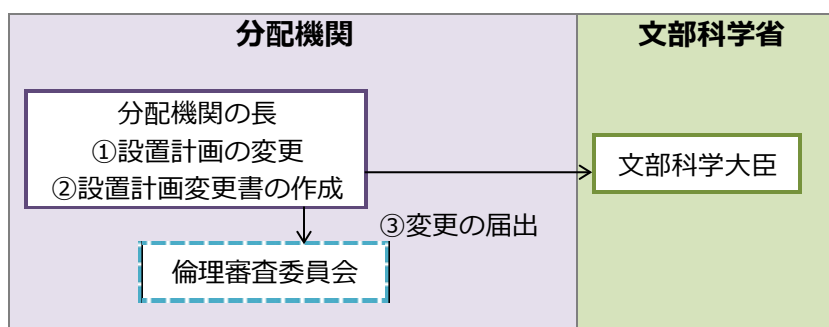 分配機関
文部科学省
分配機関の長
①設置計画の変更
②設置計画変更書の作成
文部科学大臣
③変更の届出
倫理審査委員会